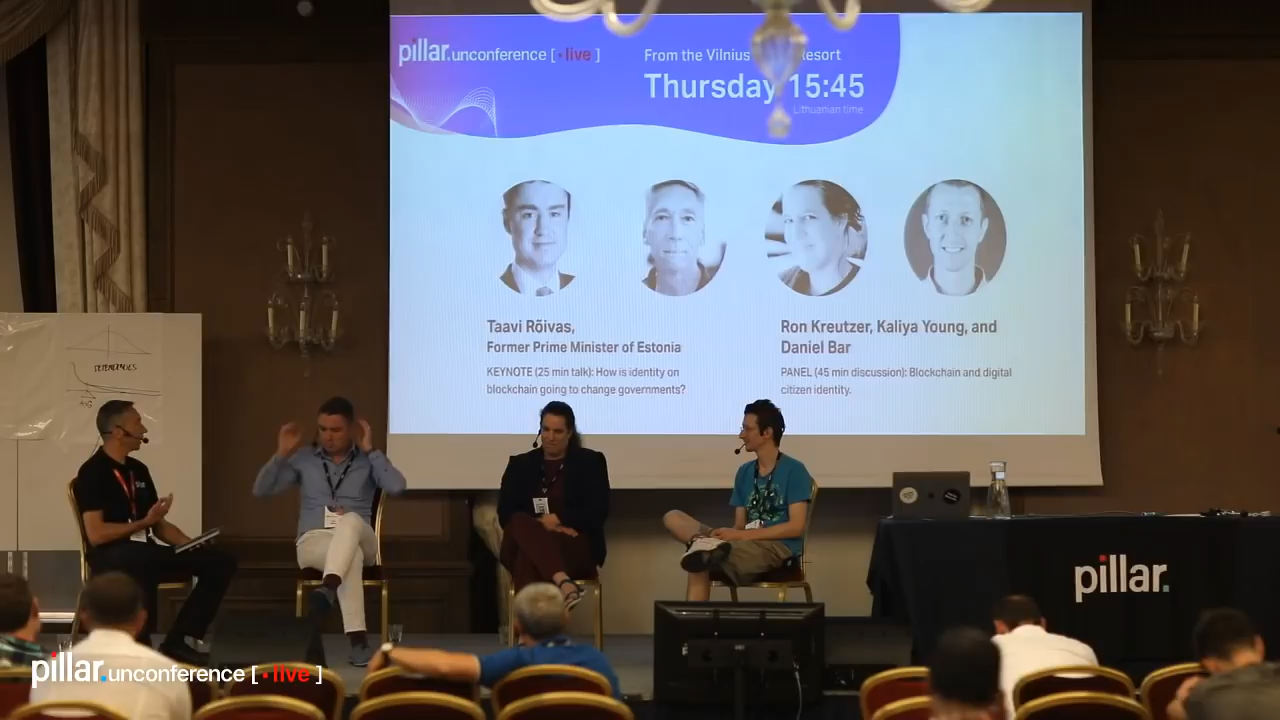 pillar.unconference [ • live ]
From the Vilnius Resort
Thursday 15:45
Lithuanian time
Taavi Rõivas,
Former Prime Minister of Estonia
KEYNOTE (25 min talk): How is identity on
blockchain going to change governments?
Ron Kreutzer, Kaliya Young, and
Daniel Bar
PANEL (45 min discussion): Blockchain and digital
citizen identity.
DEPENDENCIES
pillar.
pillar.unconference [ • live ]